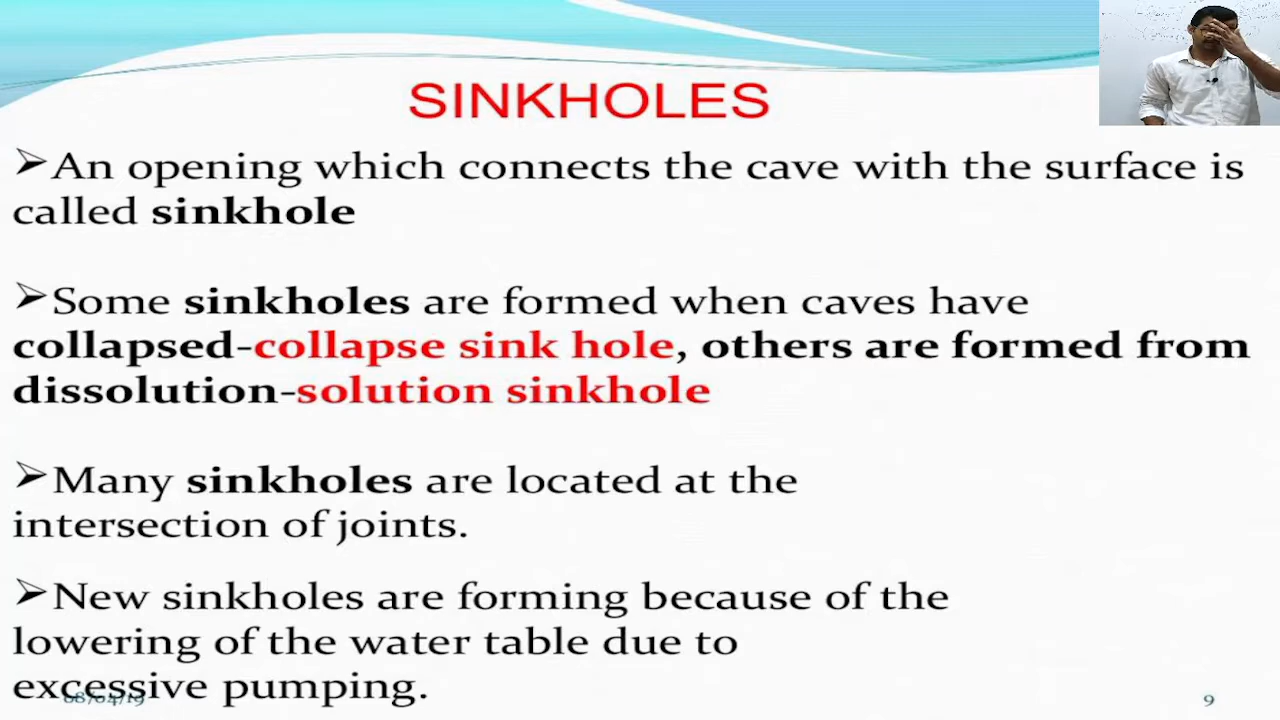 SINKHOLES
➢An opening which connects the cave with the surface is
called sinkhole
➢Some sinkholes are formed when caves have
collapsed-collapse sink hole, others are formed from
dissolution-solution sinkhole
➢Many sinkholes are located at the
intersection of joints.
➢New sinkholes are forming because of the
lowering of the water table due to
excessive pumping.
08/04/19
9